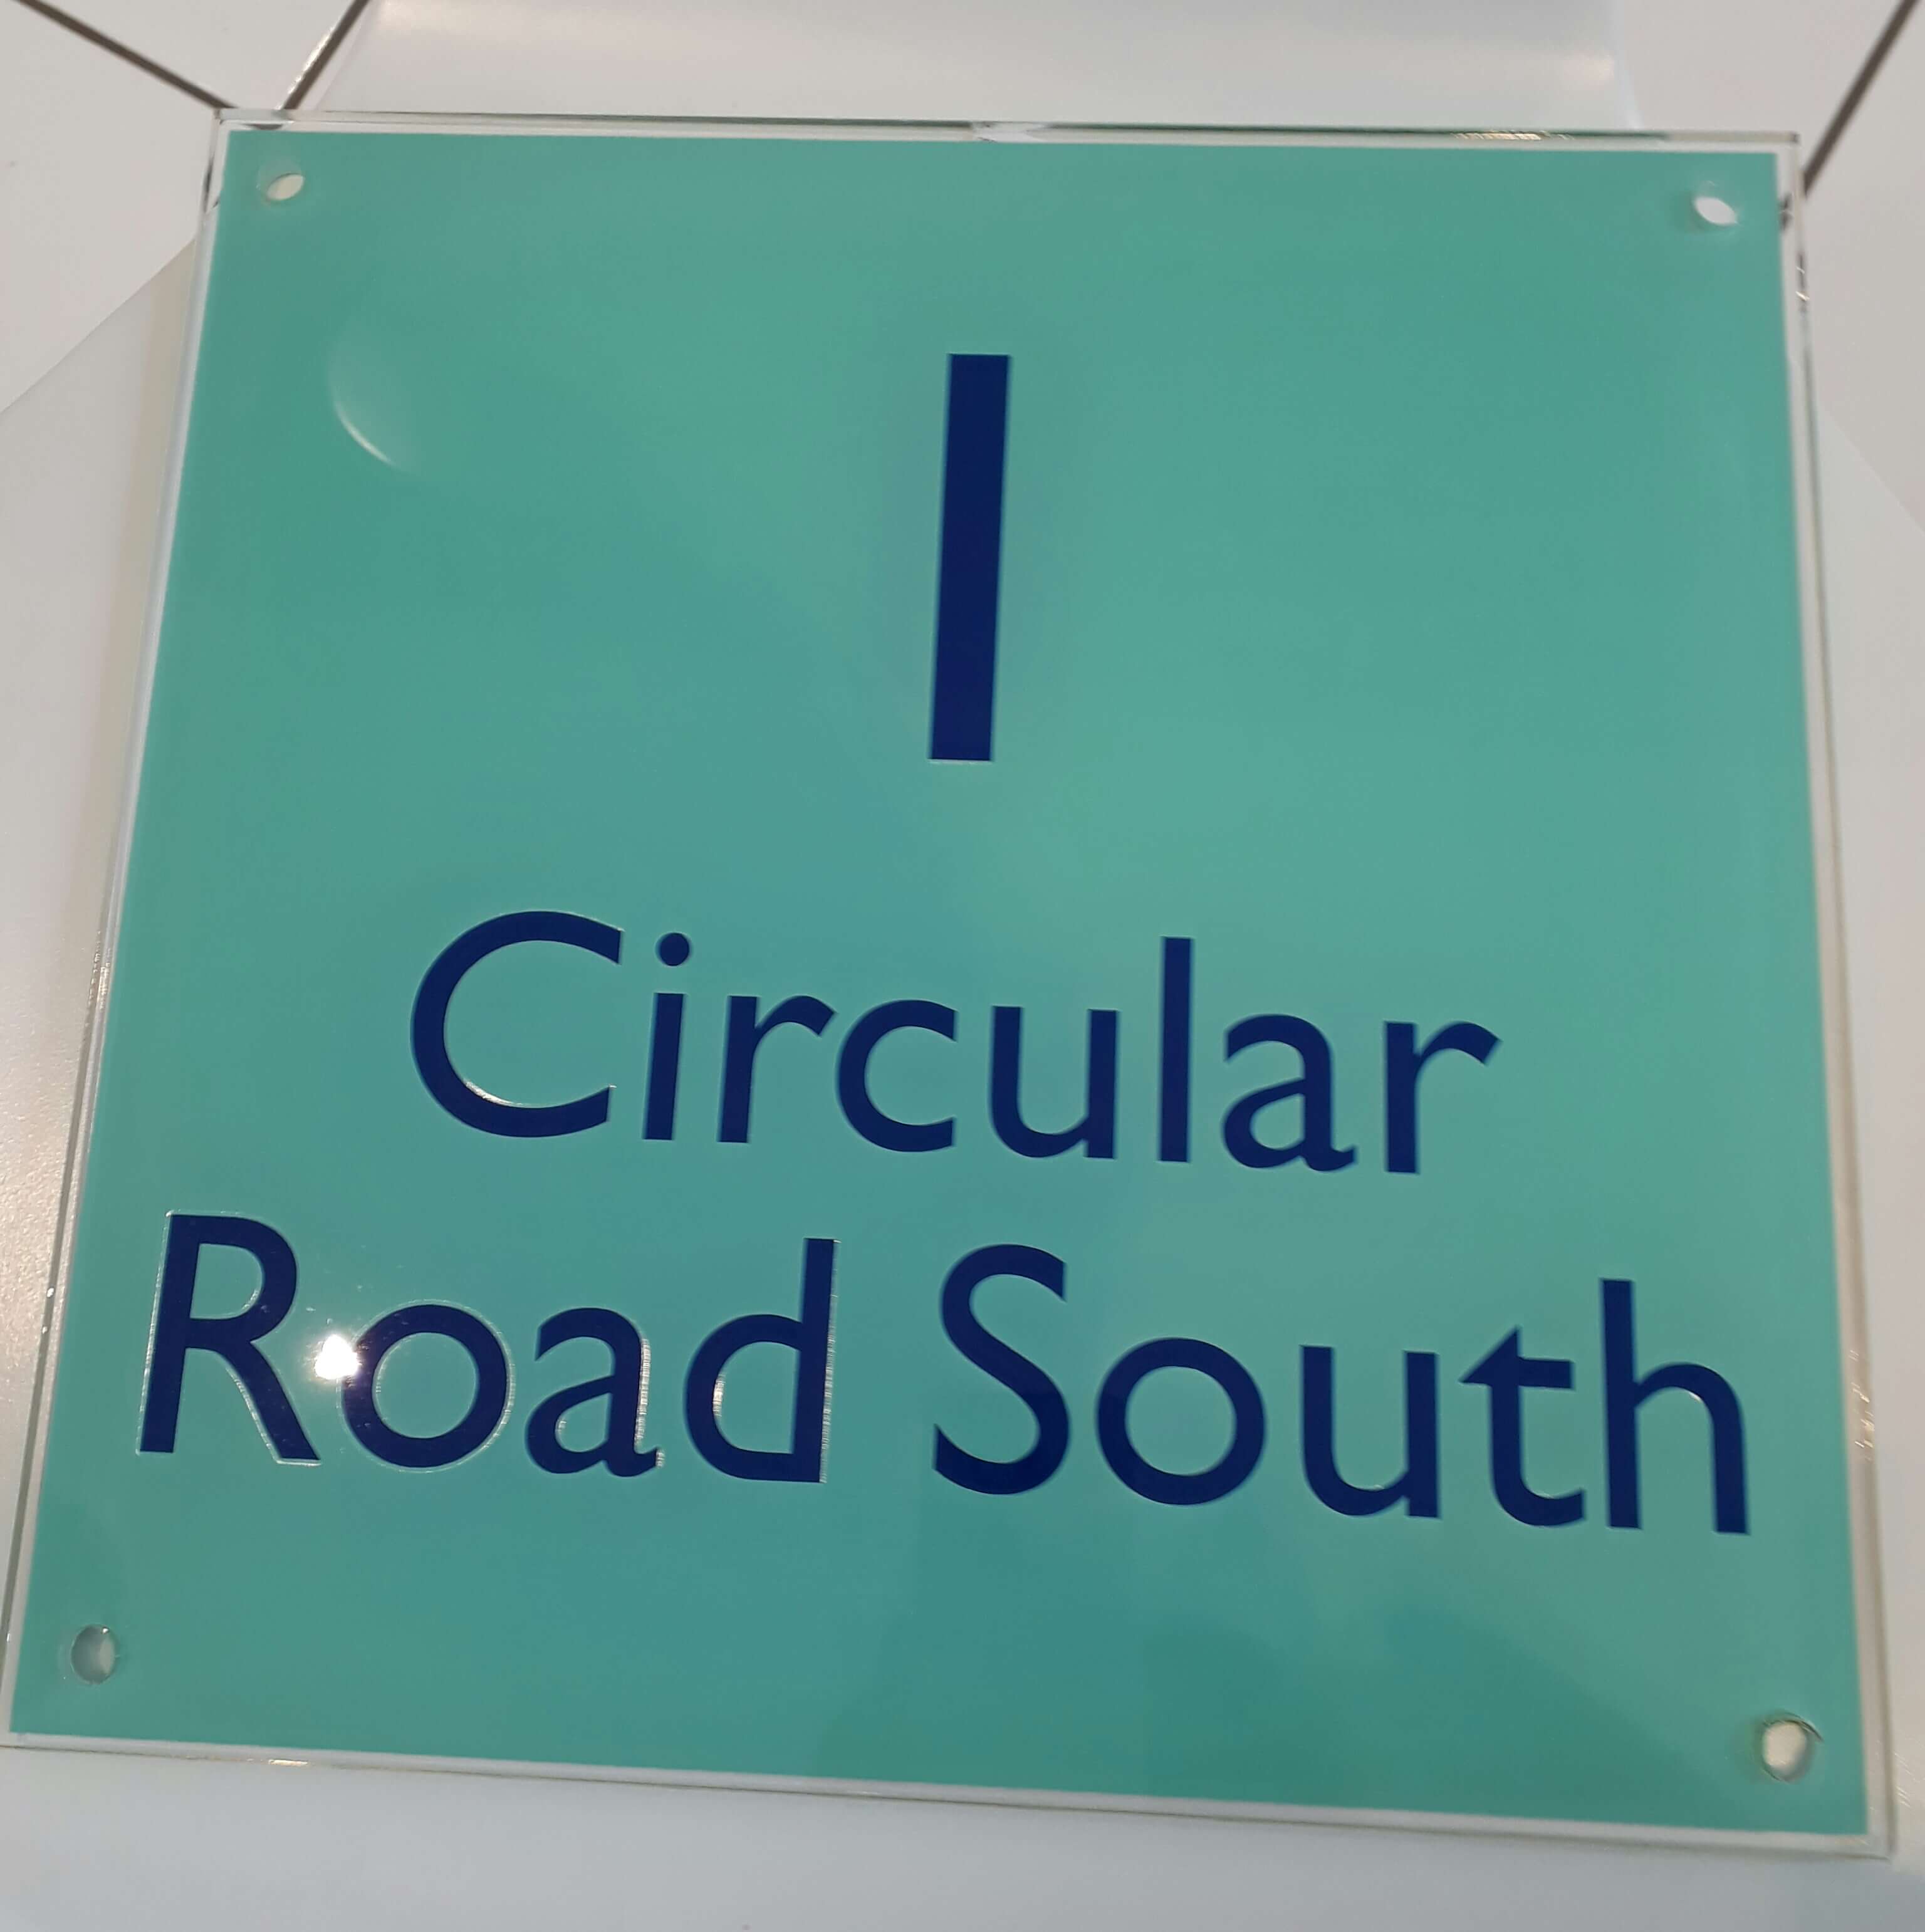 1
Circular
Road South